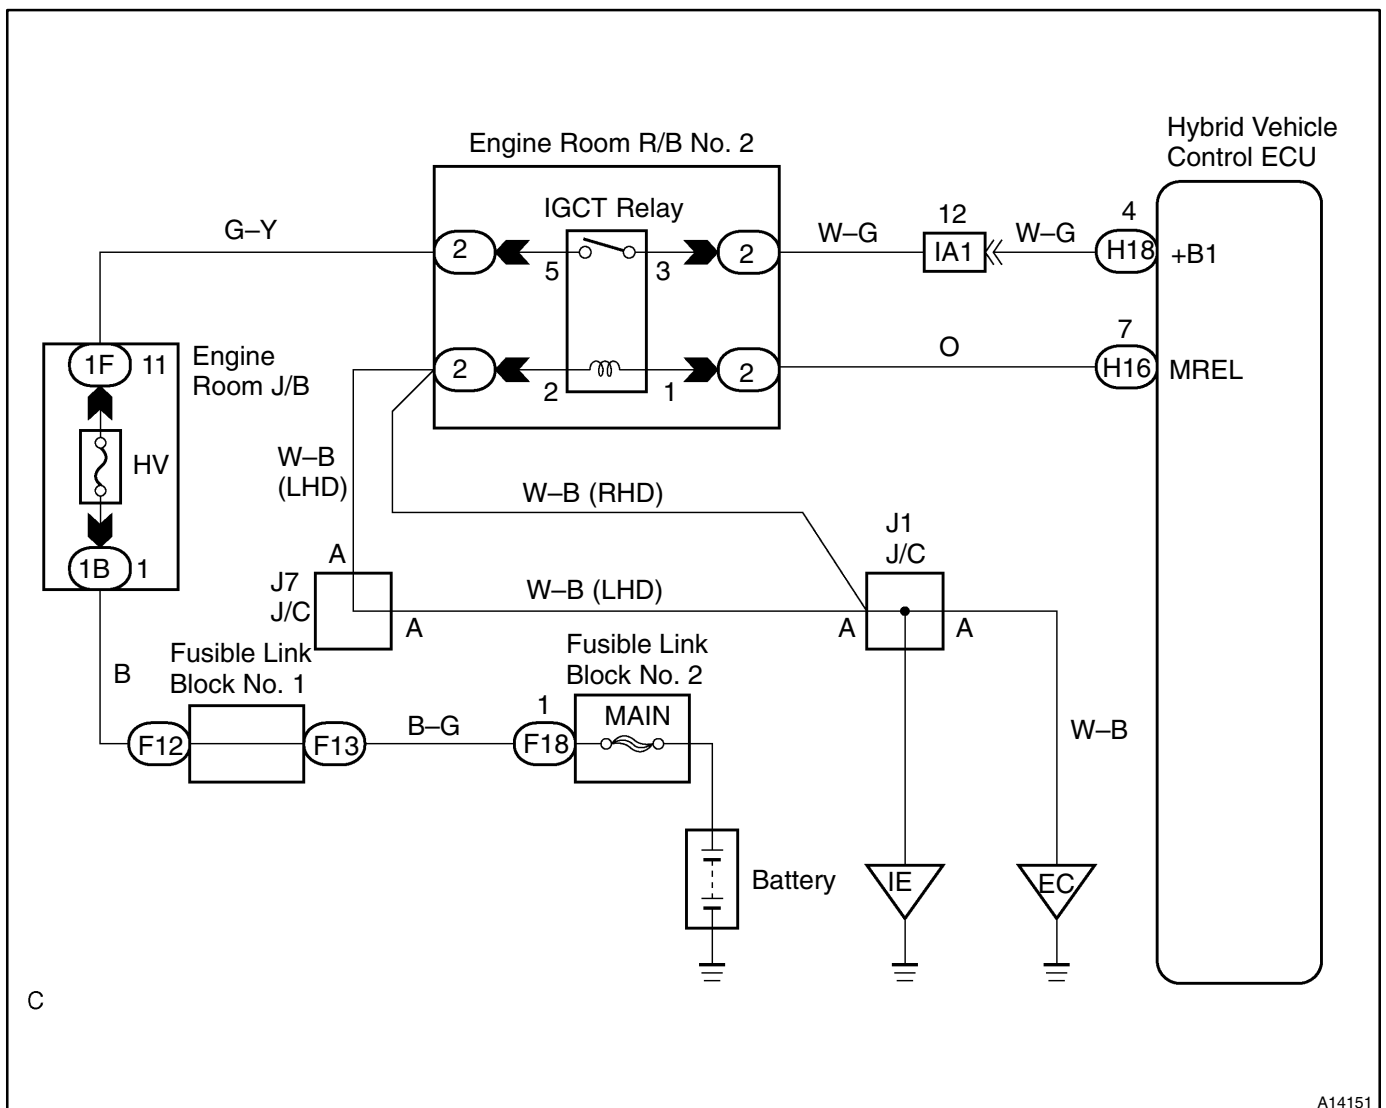 Hybrid Vehicle
Control ECU
Engine Room R/B No. 2
IGCT Relay
G–Y
2
5
3
2
W–G
12
IA1
W–G
4
H18
+B1
1F
11
Engine
Room J/B
HV
1B
1
2
2
1
2
O
7
H16
MREL
W–B
(LHD)
W–B (RHD)
J1
J/C
A
J7
J/C
A
W–B (LHD)
A
A
B
Fusible Link
Block No. 1
F12
F13
B–G
Fusible Link
Block No. 2
1
F18
MAIN
W–B
Battery
IE
EC
C
A14151